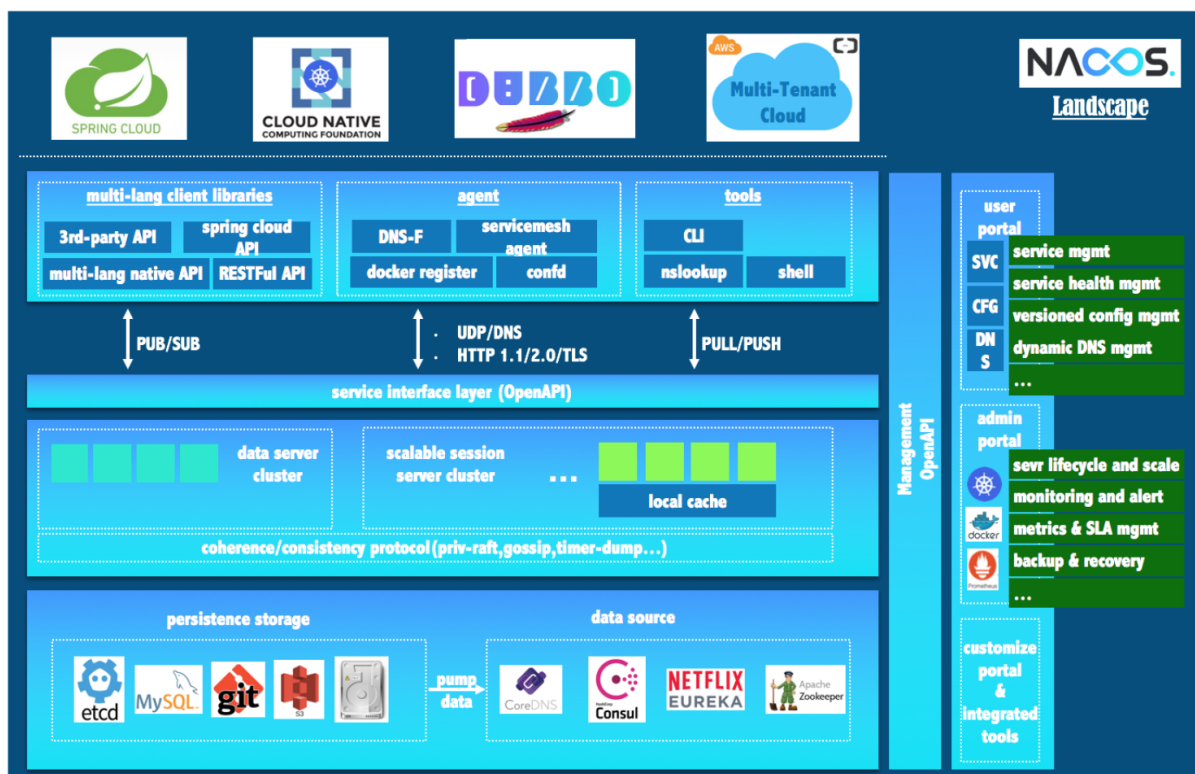 SPRING CLOUD
CLOUD NATIVE
COMPUTING FOUNDATION
DUBBO
AWS
Multi-Tenant
Cloud
NACOS.
Landscape
multi-lang client libraries
3rd-party API
spring cloud
API
multi-lang native API
RESTFul API
agent
DNS-F
servicemesh
agent
docker register
confd
tools
CLI
nslookup
shell
PUB/SUB
· UDP/DNS
· HTTP 1.1/2.0/TLS
PULL/PUSH
service interface layer (OpenAPI)
data server
cluster
scalable session
server cluster
...
local cache
coherence/consistency protocol(priv-raft,gossip,timer-dump...)
persistence storage
etcd
MySQL
git
S3
pump
data
data source
CoreDNS
HashiCorp
Consul
NETFLIX
EUREKA
Apache
Zookeeper
Management
OpenAPI
user
portal
SVC
CFG
DN
S
service mgmt
service health mgmt
versioned config mgmt
dynamic DNS mgmt
...
admin
portal
docker
Prometheus
sevr lifecycle and scale
monitoring and alert
metrics & SLA mgmt
backup & recovery
...
customize
portal
&
integrated
tools